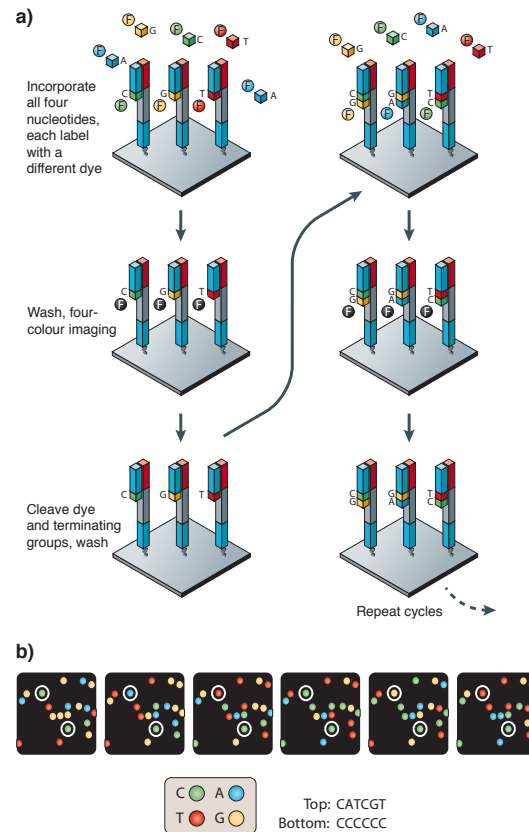 a)
F G F C F T
F A
Incorporate
all four
nucleotides,
each label
with a
different dye
C G T
F F F
F A
F G F C F A F T
C G T
G A C
F F F
Wash, four-
colour imaging
C G T
F F F
C G T
G A C
F F F
Cleave dye
and terminating
groups, wash
C G T
C G T
G A C
Repeat cycles
b)
C A
T G
Top: CATCGT
Bottom: CCCCCC